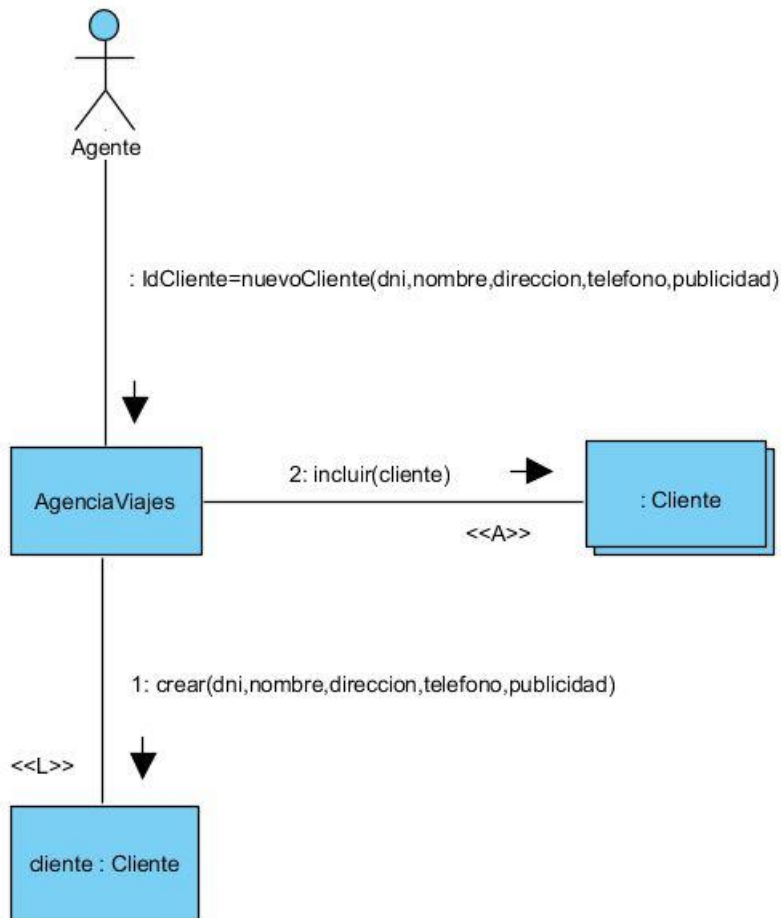 Agente
: IdCliente=nuevoCliente(dni,nombre,direccion,telefono,publicidad)
AgenciaViajes
2: incluir(cliente)
: Cliente
<<A>>
1: crear(dni,nombre,direccion,telefono,publicidad)
<<L>>
cliente : Cliente